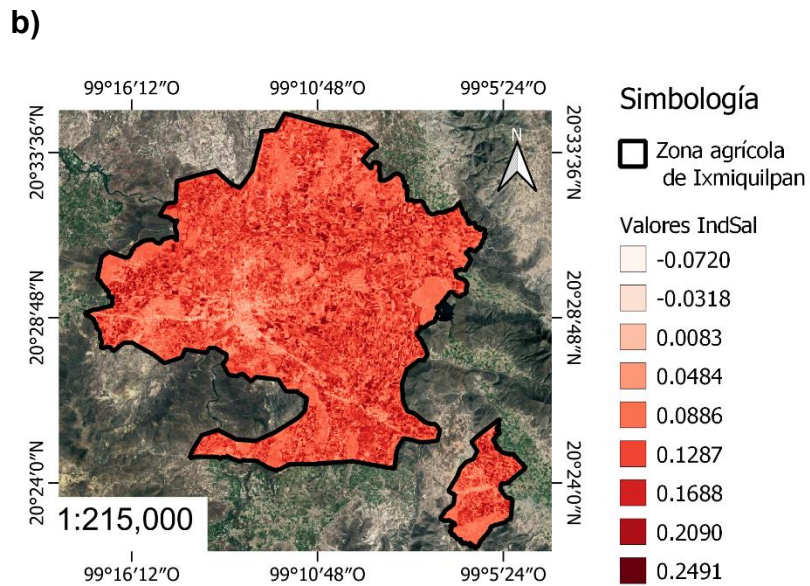 b)
99°16′12″O 99°10′48″O 99°5′24″O
20°33′36″N
20°28′48″N
20°24′0″N
N
20°33′36″N
20°28′48″N
20°24′0″N
1:215,000
99°16′12″O 99°10′48″O 99°5′24″O
Simbología
Zona agrícola
de Ixmiquilpan
Valores IndSal
-0.0720
-0.0318
0.0083
0.0484
0.0886
0.1287
0.1688
0.2090
0.2491